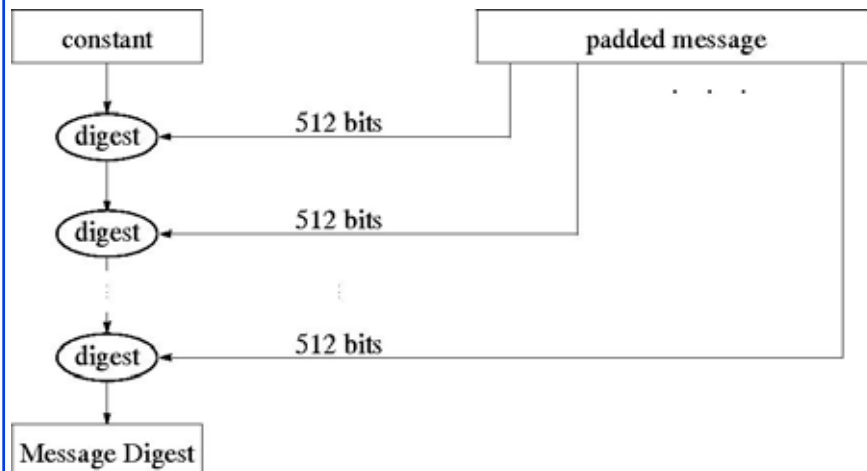 constant
padded message
. . .
512 bits
digest
512 bits
digest
512 bits
digest
Message Digest